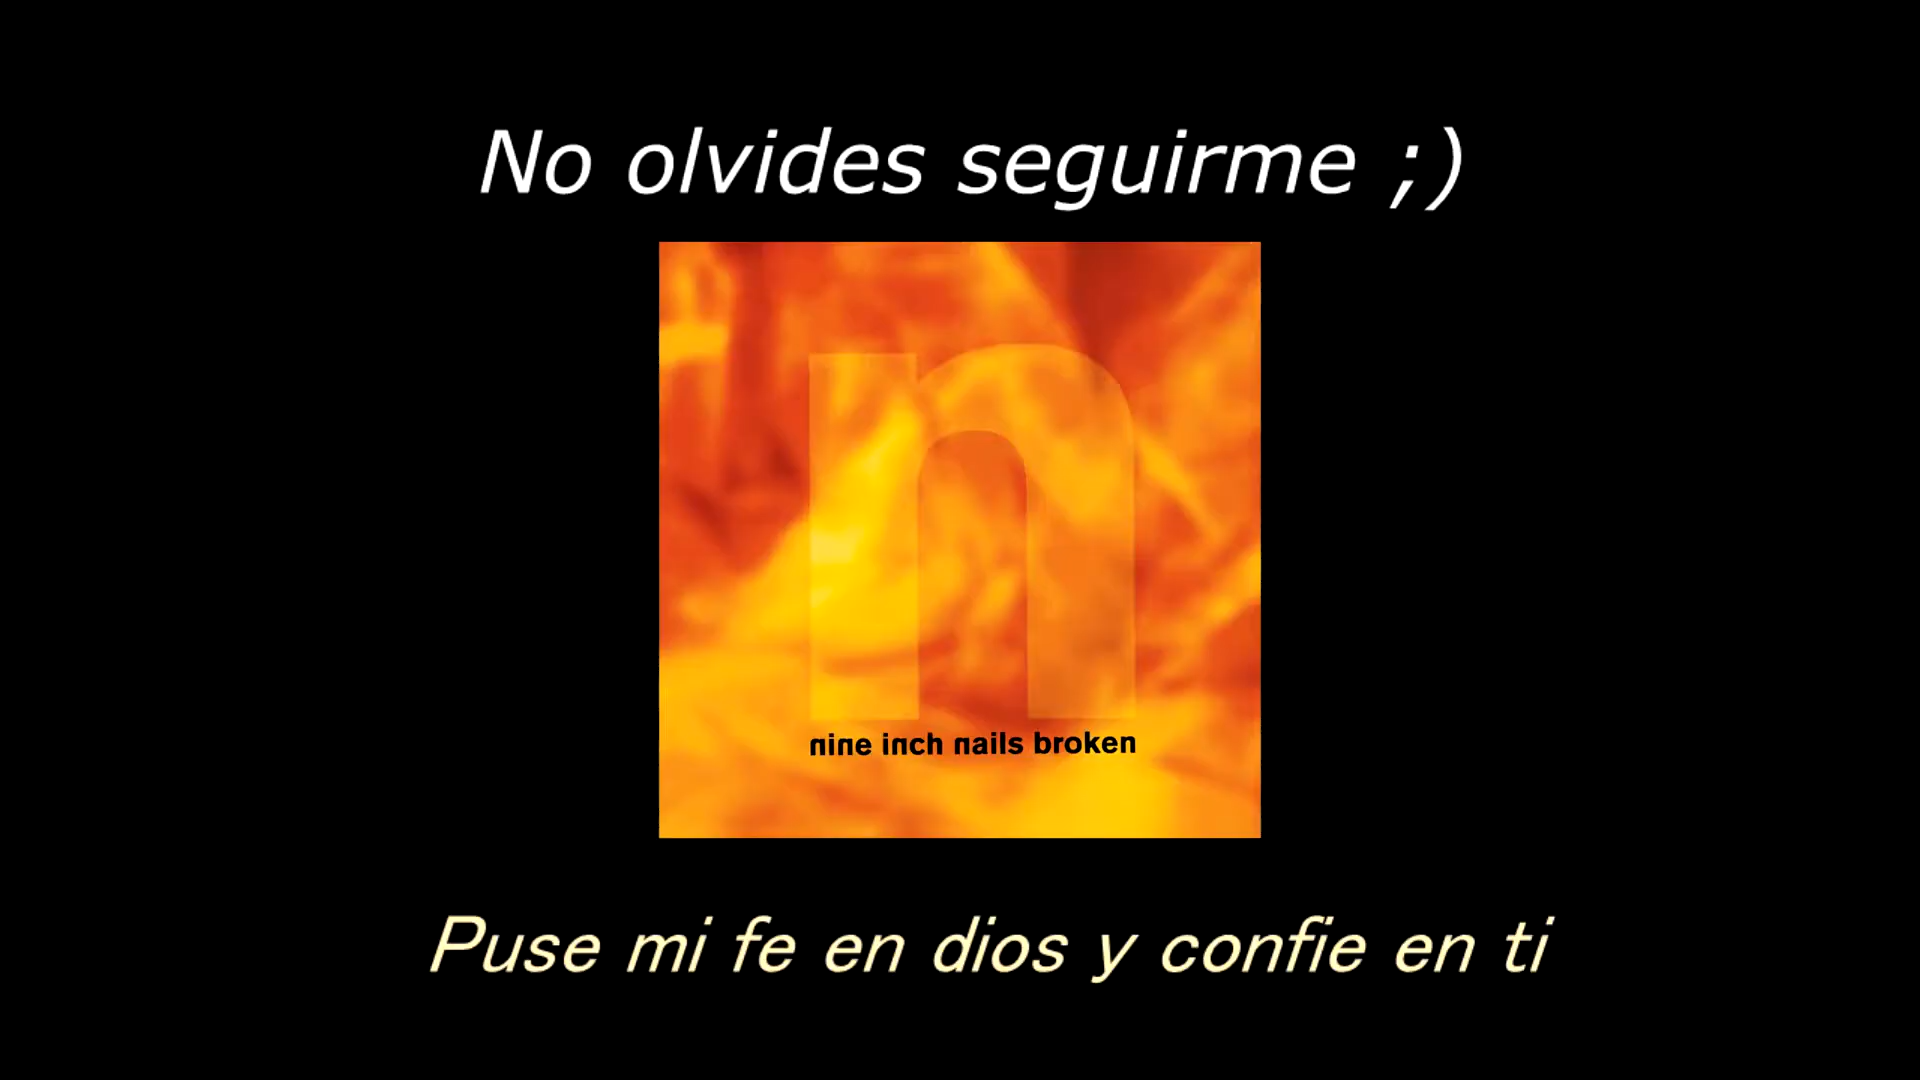 No olvides seguirme ;)
n
nine inch nails broken
Puse mi fe en dios y confie en ti